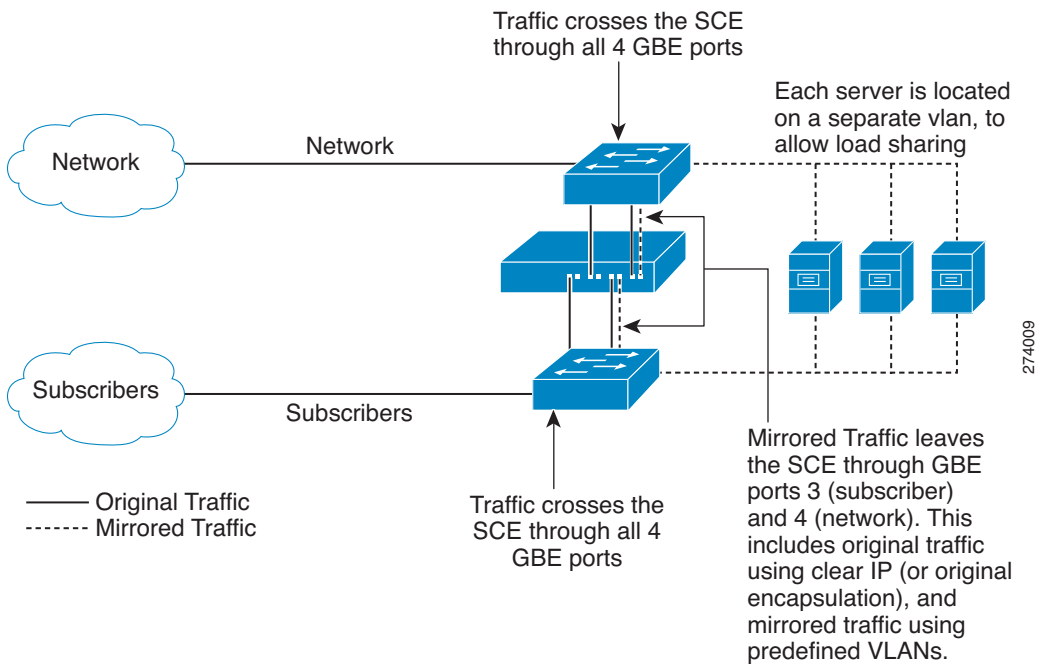 Traffic crosses the SCE
through all 4 GBE ports
Each server is located
on a separate vlan, to
allow load sharing
Network
Network
Subscribers
Subscribers
274009
Original Traffic
Mirrored Traffic
Traffic crosses the
SCE through all 4
GBE ports
Mirrored Traffic leaves
the SCE through GBE
ports 3 (subscriber)
and 4 (network). This
includes original traffic
using clear IP (or original
encapsulation), and
mirrored traffic using
predefined VLANs.